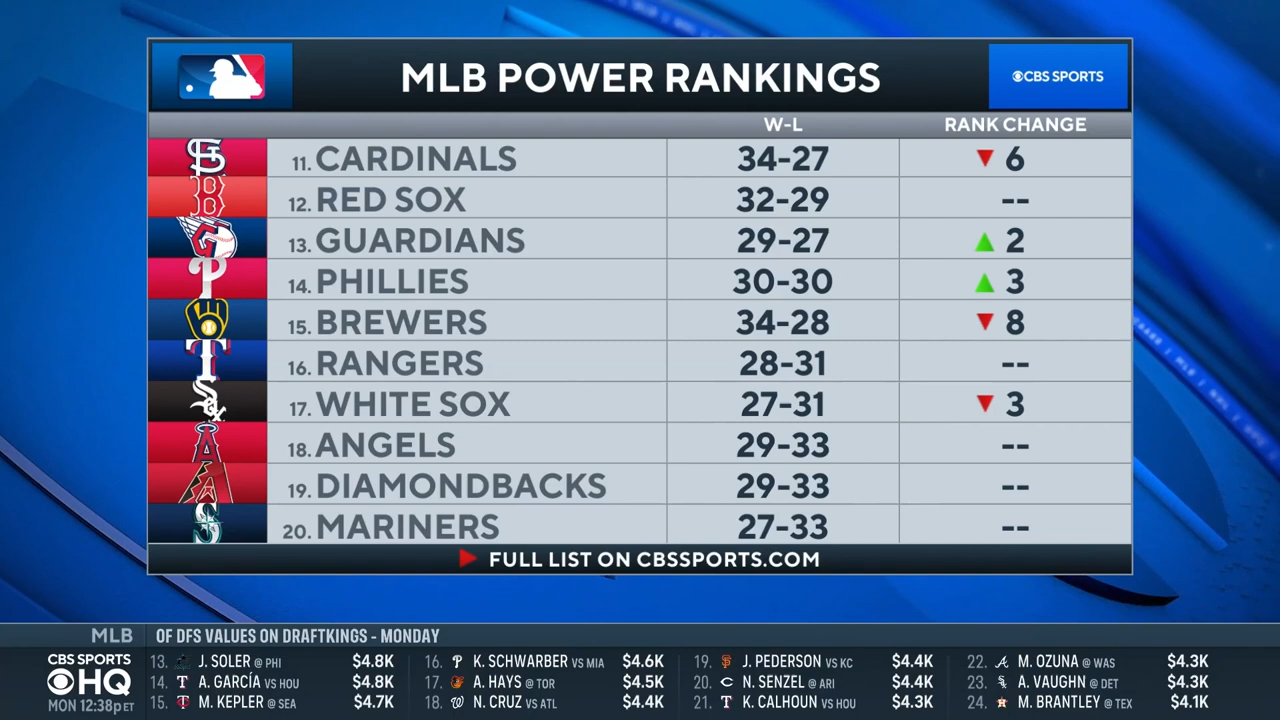 MLB POWER RANKINGS
CBS SPORTS
W-L RANK CHANGE
11. CARDINALS 34-27 ▼ 6
12. RED SOX 32-29 --
13. GUARDIANS 29-27 ▲ 2
14. PHILLIES 30-30 ▲ 3
15. BREWERS 34-28 ▼ 8
16. RANGERS 28-31 --
17. WHITE SOX 27-31 ▼ 3
18. ANGELS 29-33 --
19. DIAMONDBACKS 29-33 --
20. MARINERS 27-33 --
FULL LIST ON CBSSPORTS.COM
MLB OF DFS VALUES ON DRAFTKINGS - MONDAY
CBS SPORTS
HQ
MON 12:38P ET
13. J. SOLER @ PHI $4.8K 16. K. SCHWARBER VS MIA $4.6K 19. J. PEDERSON VS KC $4.4K 22. M. OZUNA @ WAS $4.3K
14. A. GARCÍA VS HOU $4.8K 17. A. HAYS @ TOR $4.5K 20. N. SENZEL @ ARI $4.4K 23. A. VAUGHN @ DET $4.3K
15. M. KEPLER @ SEA $4.7K 18. N. CRUZ VS ATL $4.4K 21. K. CALHOUN VS HOU $4.3K 24. M. BRANTLEY @ TEX $4.1K